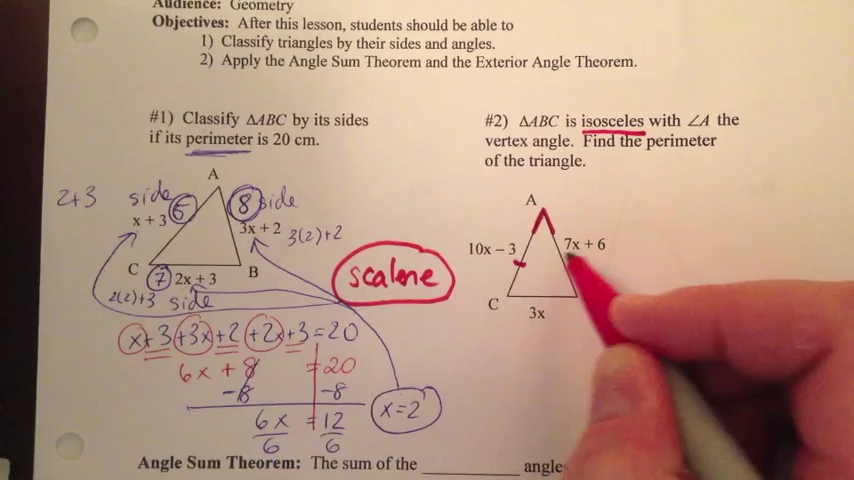 Audience: Geometry
Objectives: After this lesson, students should be able to
1) Classify triangles by their sides and angles.
2) Apply the Angle Sum Theorem and the Exterior Angle Theorem.
#1) Classify ΔABC by its sides
if its perimeter is 20 cm.
A
2+3
side
5
8
side
x + 3
3x + 2
3(2)+2
C
7
2x + 3
B
2(2)+3
side
scalene
x+3+3x+2+2x+3=20
6x + 8 = 20
-8 -8
6x = 12
6 6
x=2
#2) ΔABC is isosceles with ∠A the
vertex angle. Find the perimeter
of the triangle.
A
10x − 3
7x + 6
C
3x
Angle Sum Theorem: The sum of the ____________ angle